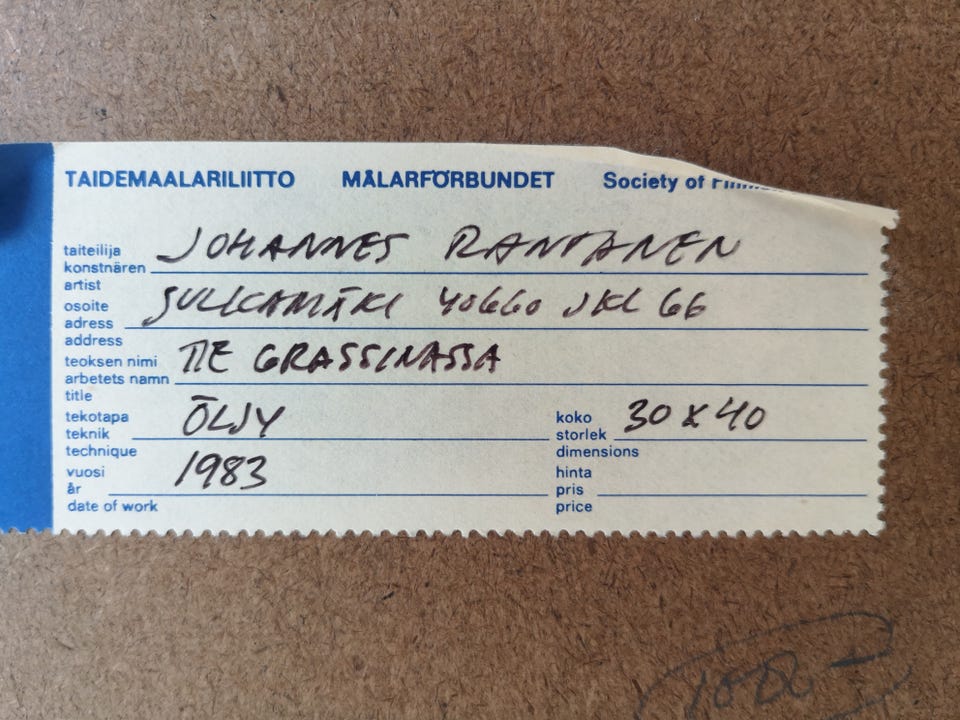 TAIDEMAALARILIITTO MÅLARFÖRBUNDET Society of
taiteilija
konstnären JOHANNES RANTANEN
artist
osoite
adress SULKAMÄKI 40660 JKL 66
address
teoksen nimi
arbetets namn TIE GRASSINASSA
title
tekotapa
teknik ÖLJY
technique
koko
storlek 30 x 40
dimensions
vuosi
år 1983
date of work
hinta
pris
price